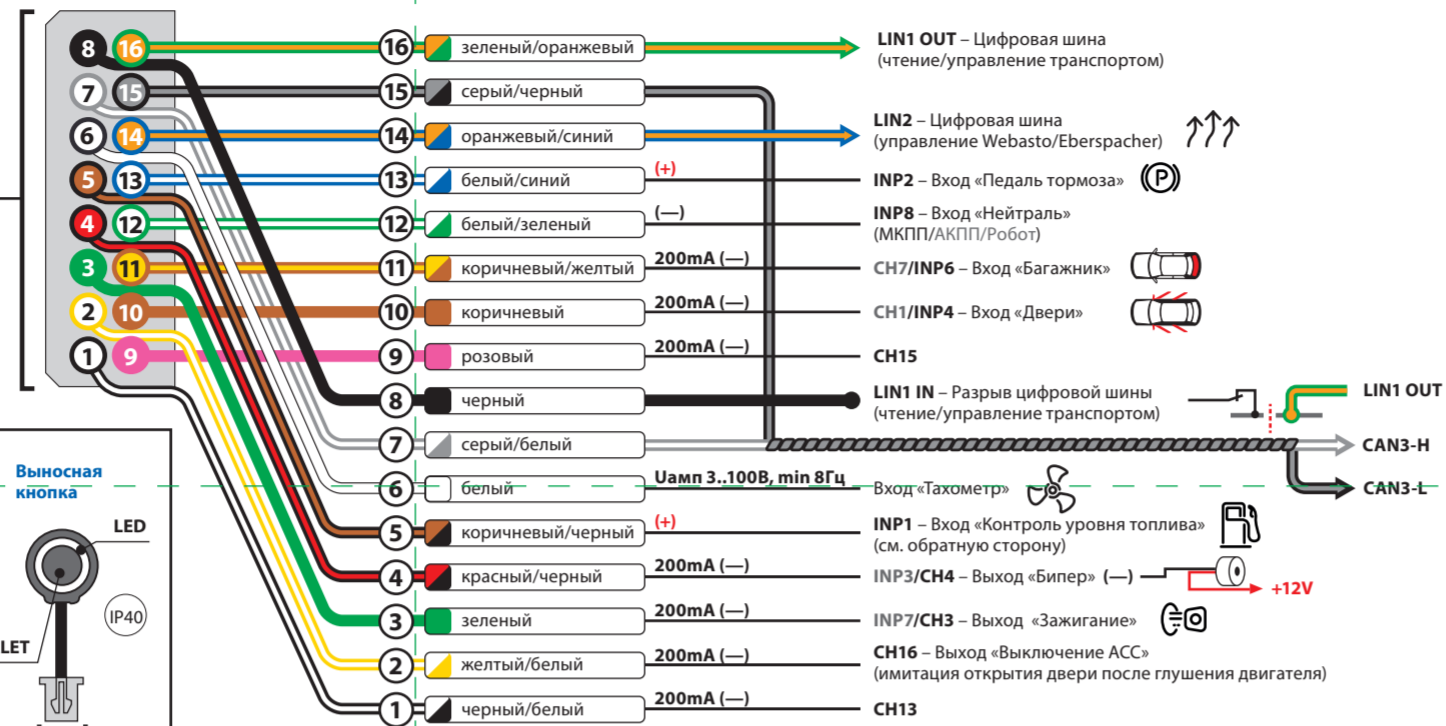 8 16
7 15
6 14
5 13
4 12
3 11
2 10
1 9
16 зеленый/оранжевый LIN1 OUT – Цифровая шина
(чтение/управление транспортом)
15 серый/черный
14 оранжевый/синий LIN2 – Цифровая шина
(управление Webasto/Eberspacher)
13 белый/синий (+) INP2 – Вход «Педаль тормоза» (P)
12 белый/зеленый (—) INP8 – Вход «Нейтраль»
(МКПП/АКПП/Робот)
11 коричневый/желтый 200mA (—) CH7/INP6 – Вход «Багажник»
10 коричневый 200mA (—) CH1/INP4 – Вход «Двери»
9 розовый 200mA (—) CH15
8 черный LIN1 IN – Разрыв цифровой шины
(чтение/управление транспортом)
LIN1 OUT
7 серый/белый CAN3-H
6 белый Uамп 3..100В, min 8Гц Вход «Тахометр» CAN3-L
5 коричневый/черный (+) INP1 – Вход «Контроль уровня топлива»
(см. обратную сторону)
4 красный/черный 200mA (—) INP3/CH4 – Выход «Бипер» (—)
+12V
3 зеленый 200mA (—) INP7/CH3 – Выход «Зажигание»
2 желтый/белый 200mA (—) CH16 – Выход «Выключение ACC»
(имитация открытия двери после глушения двигателя)
1 черный/белый 200mA (—) CH13
Выносная
кнопка
LED
IP40
LET